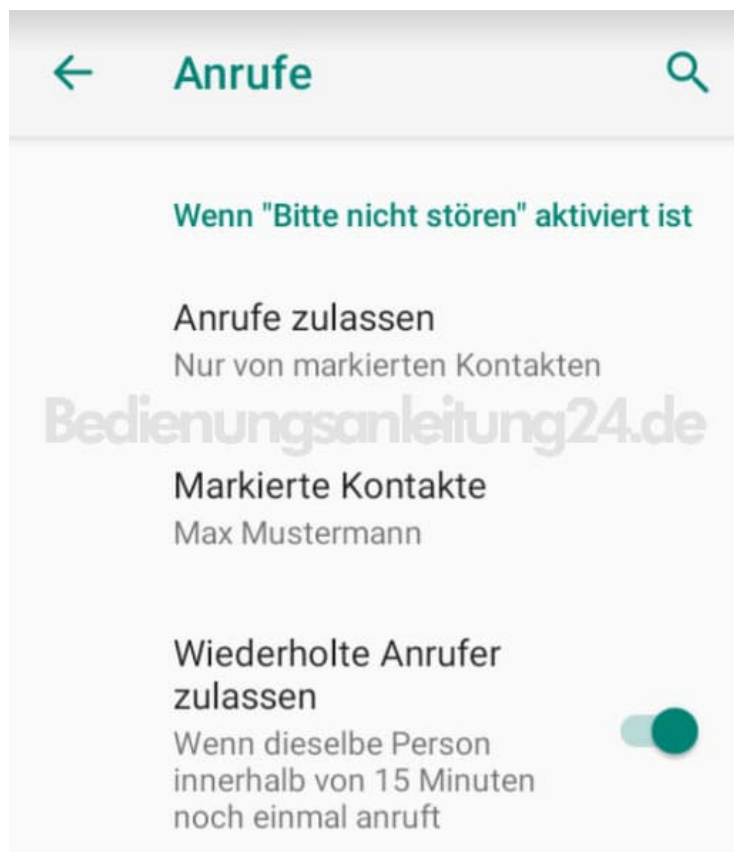 Anrufe
Wenn "Bitte nicht stören" aktiviert ist
Anrufe zulassen
Nur von markierten Kontakten
Bedienungsanleitung24.de
Markierte Kontakte
Max Mustermann
Wiederholte Anrufer
zulassen
Wenn dieselbe Person
innerhalb von 15 Minuten
noch einmal anruft